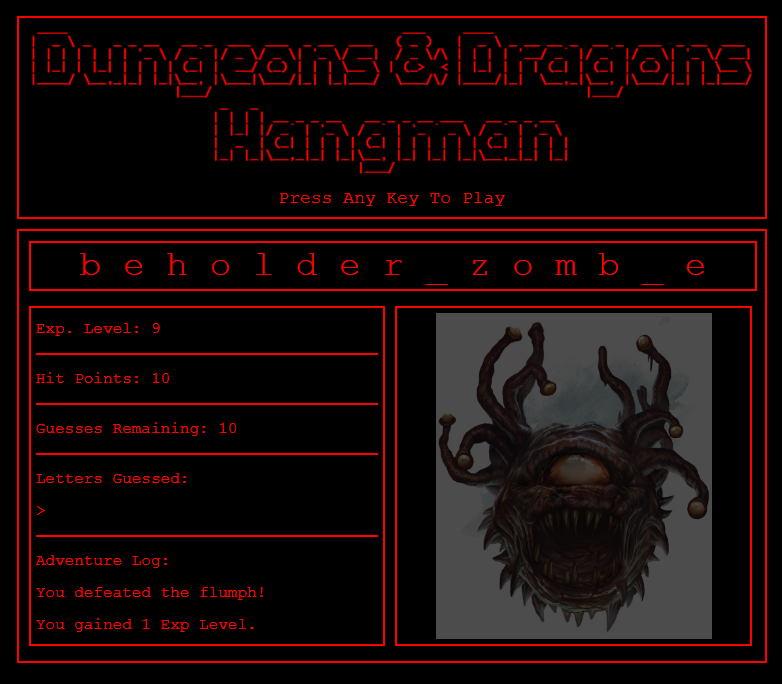 Dungeons & Dragons
Hangman
Press Any Key To Play
b e h o l d e r _ z o m b _ e
Exp. Level: 9
Hit Points: 10
Guesses Remaining: 10
Letters Guessed:
>
Adventure Log:
You defeated the flumph!
You gained 1 Exp Level.